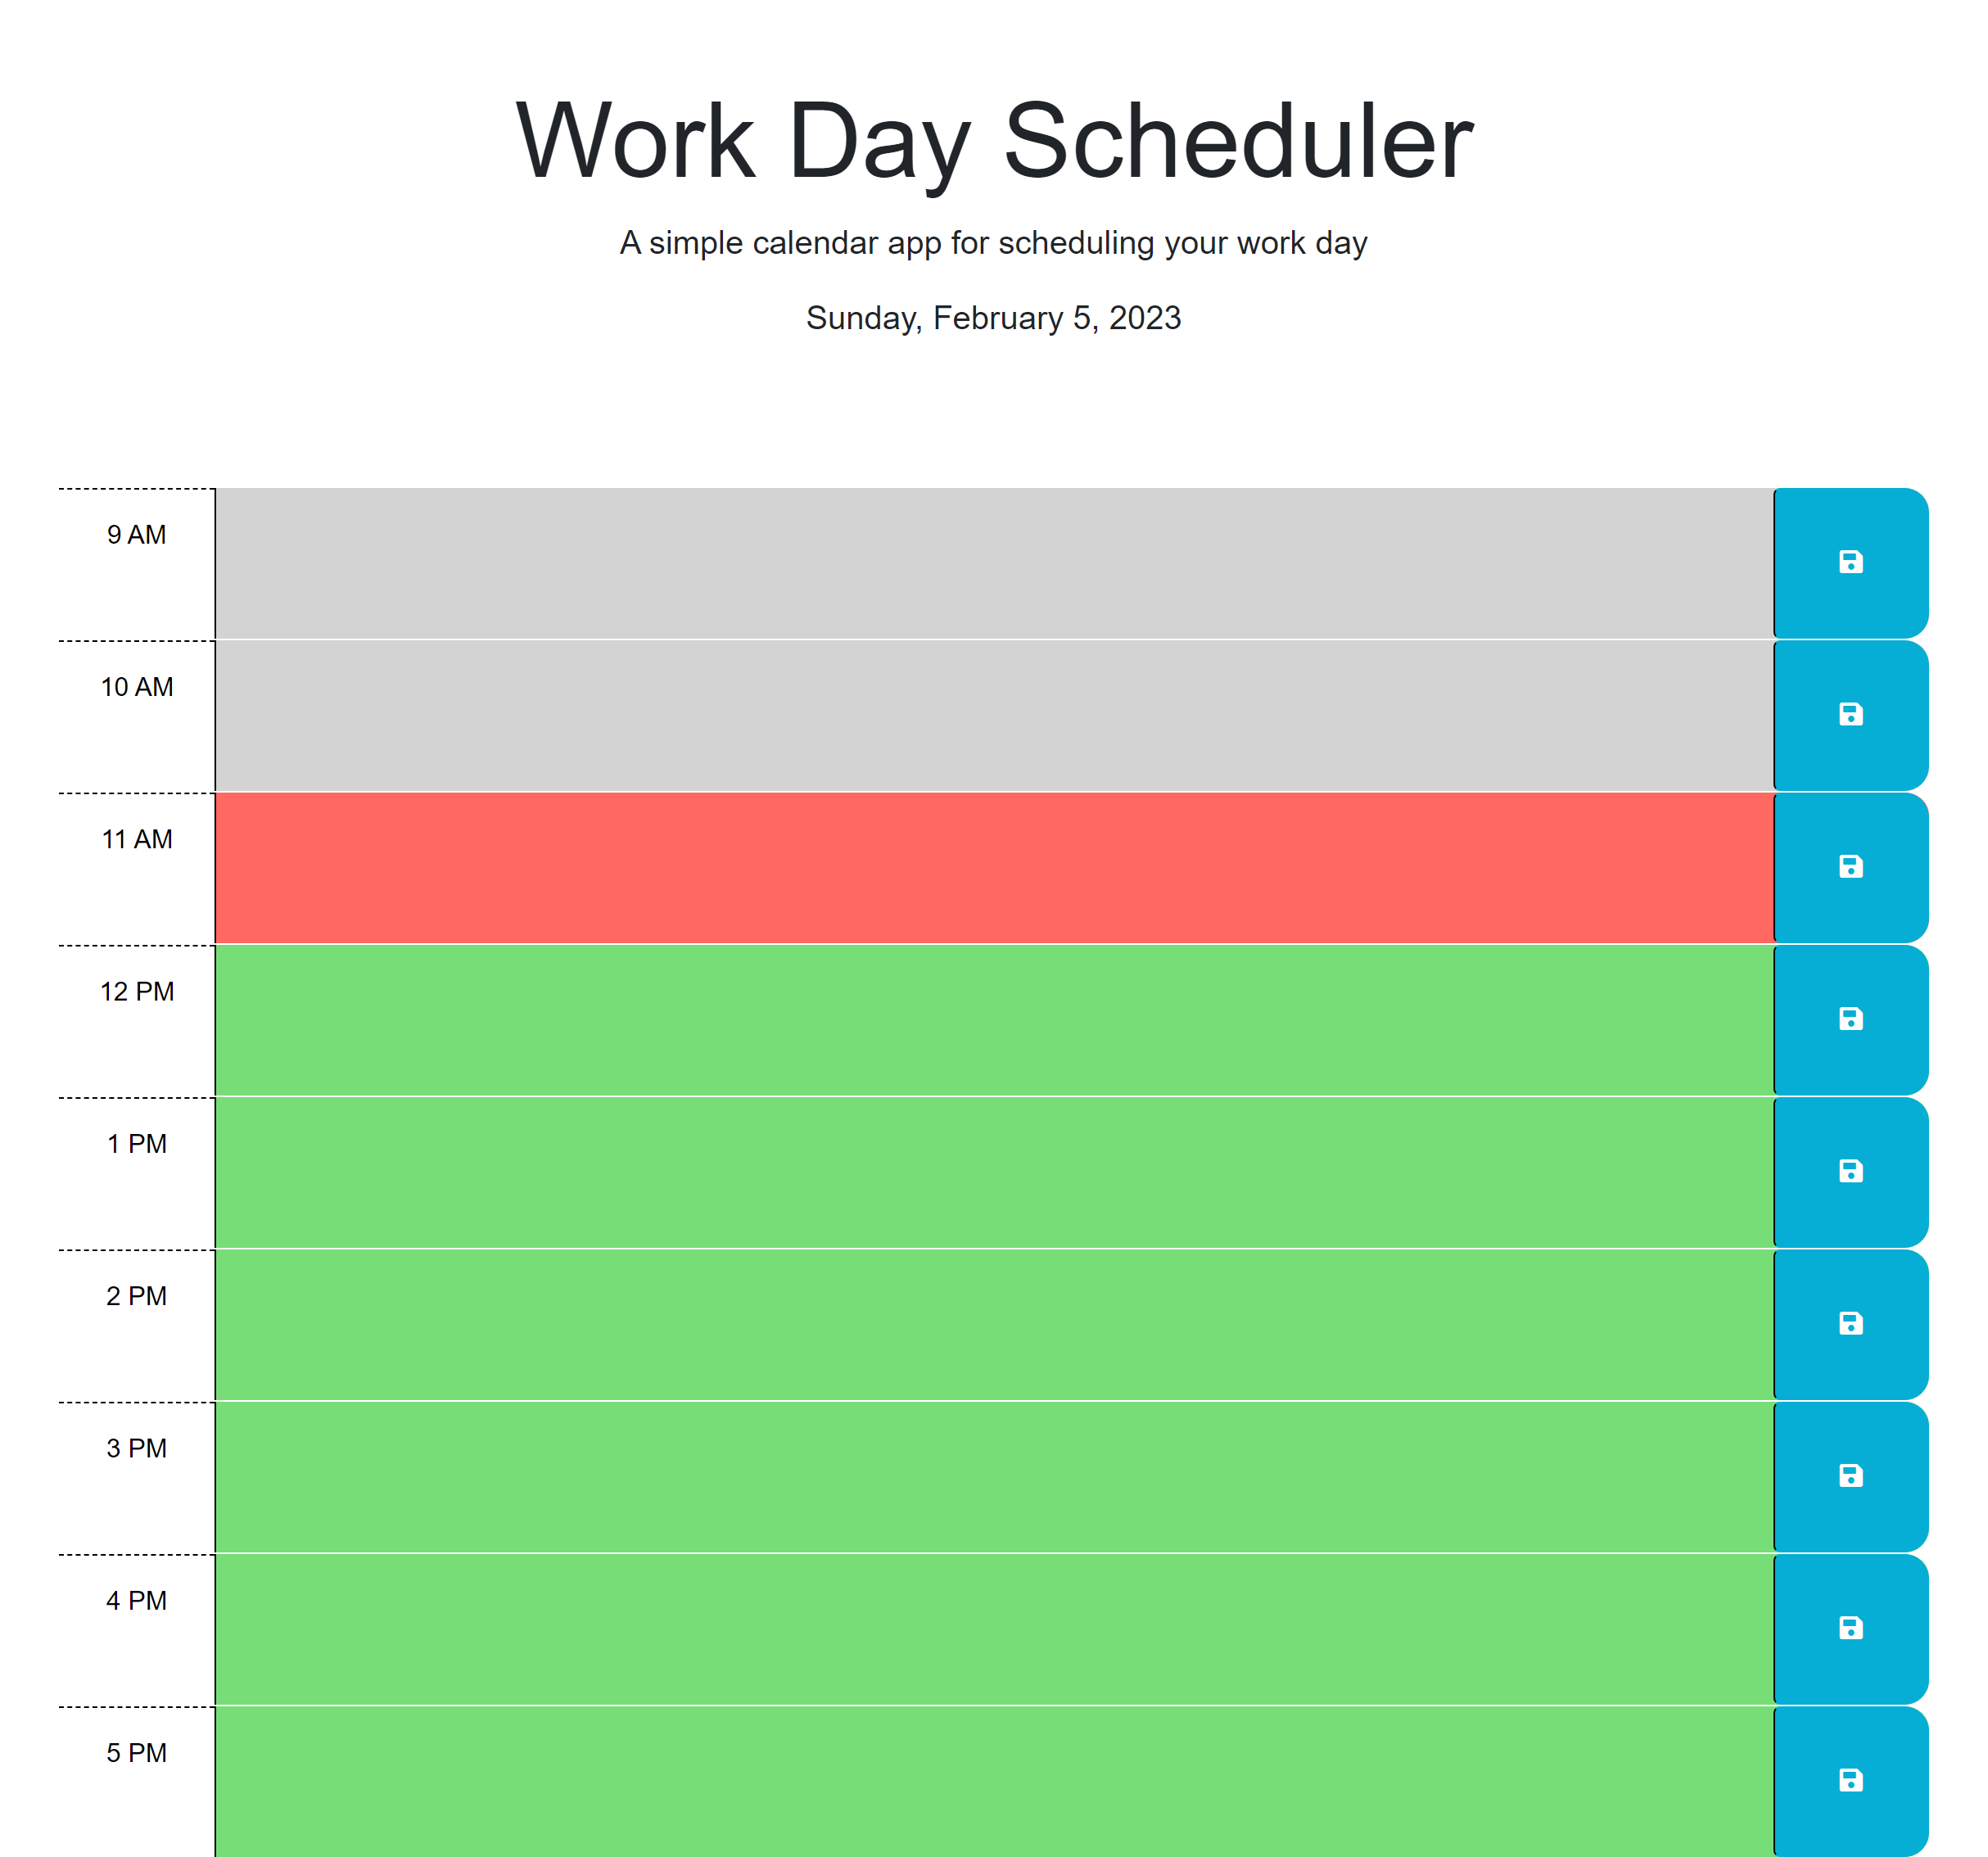 Work Day Scheduler
A simple calendar app for scheduling your work day
Sunday, February 5, 2023
9 AM
10 AM
11 AM
12 PM
1 PM
2 PM
3 PM
4 PM
5 PM